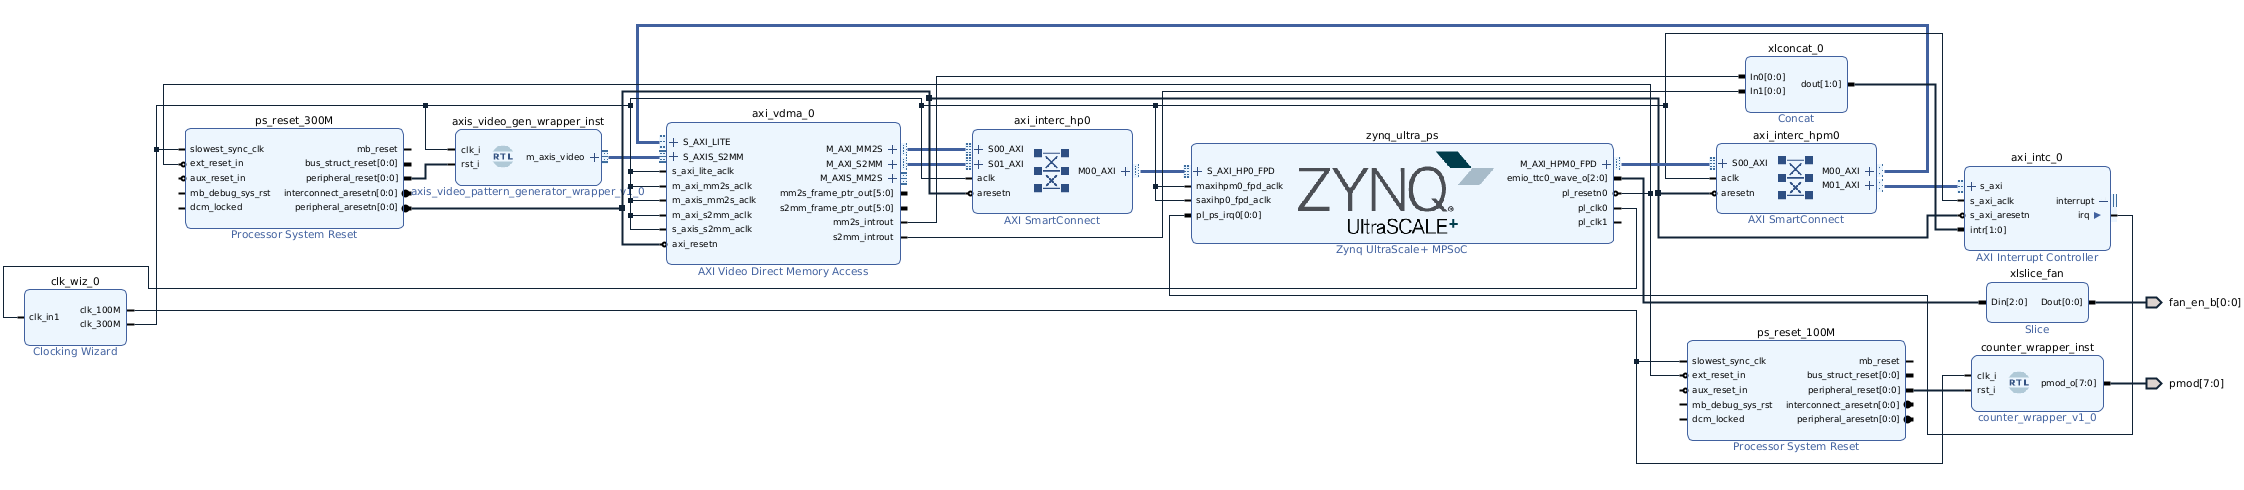 xlconcat_0
In0[0:0]
In1[0:0]
dout[1:0]
Concat
ps_reset_300M
slowest_sync_clk
ext_reset_in
aux_reset_in
mb_debug_sys_rst
dcm_locked
mb_reset
bus_struct_reset[0:0]
peripheral_reset[0:0]
interconnect_aresetn[0:0]
peripheral_aresetn[0:0]
Processor System Reset
axis_video_gen_wrapper_inst
clk_i
rst_i
RTL
m_axis_video
axis_video_pattern_generator_wrapper_v1_0
axi_vdma_0
S_AXI_LITE
S_AXIS_S2MM
s_axi_lite_aclk
m_axi_mm2s_aclk
m_axis_mm2s_aclk
m_axi_s2mm_aclk
s_axis_s2mm_aclk
axi_resetn
M_AXI_MM2S
M_AXI_S2MM
M_AXIS_MM2S
mm2s_frame_ptr_out[5:0]
s2mm_frame_ptr_out[5:0]
mm2s_introut
s2mm_introut
AXI Video Direct Memory Access
axi_interc_hp0
S00_AXI
S01_AXI
aclk
aresetn
M00_AXI
AXI SmartConnect
zynq_ultra_ps
S_AXI_HP0_FPD
maxihpm0_fpd_aclk
saxihp0_fpd_aclk
pl_ps_irq0[0:0]
ZYNQ
UltraSCALE+
M_AXI_HPM0_FPD
emio_ttc0_wave_o[2:0]
pl_resetn0
pl_clk0
pl_clk1
Zynq UltraScale+ MPSoC
axi_interc_hpm0
S00_AXI
aclk
aresetn
M00_AXI
M01_AXI
AXI SmartConnect
axi_intc_0
s_axi
s_axi_aclk
s_axi_aresetn
intr[1:0]
interrupt
irq
AXI Interrupt Controller
clk_wiz_0
clk_in1
clk_100M
clk_300M
Clocking Wizard
xlslice_fan
Din[2:0]
Dout[0:0]
Slice
fan_en_b[0:0]
ps_reset_100M
slowest_sync_clk
ext_reset_in
aux_reset_in
mb_debug_sys_rst
dcm_locked
mb_reset
bus_struct_reset[0:0]
peripheral_reset[0:0]
interconnect_aresetn[0:0]
peripheral_aresetn[0:0]
Processor System Reset
counter_wrapper_inst
clk_i
rst_i
RTL
pmod_o[7:0]
counter_wrapper_v1_0
pmod[7:0]